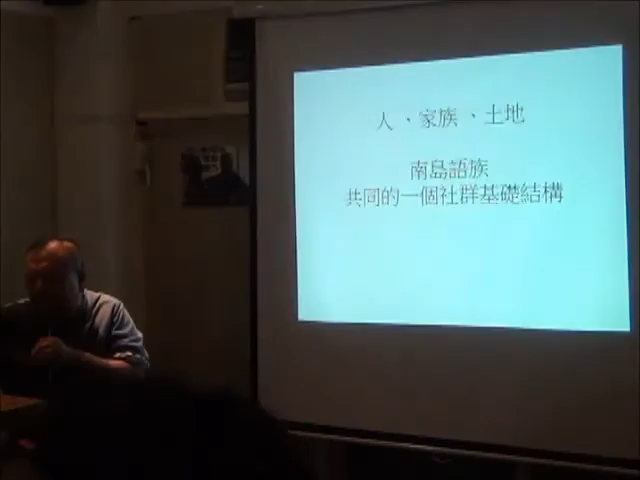 人、家族、土地
南島語族
共同的一個社群基礎結構